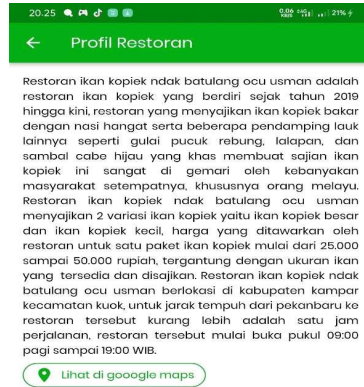 20.25
0,06 KB/S 21%
Profil Restoran
Restoran ikan kopiek ndak batulang ocu usman adalah
restoran ikan kopiek yang berdiri sejak tahun 2019
hingga kini, restoran yang menyajikan ikan kopiek bakar
dengan nasi hangat serta beberapa pendamping lauk
lainnya seperti gulai pucuk rebung, lalapan, dan
sambal cabe hijau yang khas membuat sajian ikan
kopiek ini sangat di gemari oleh kebanyakan
masyarakat setempatnya, khususnya orang melayu.
Restoran ikan kopiek ndak batulang ocu usman
menyajikan 2 variasi ikan kopiek yaitu ikan kopiek besar
dan ikan kopiek kecil, harga yang ditawarkan oleh
restoran untuk satu paket ikan kopiek mulai dari 25.000
sampai 50.000 rupiah, tergantung dengan ukuran ikan
yang tersedia dan disajikan. Restoran ikan kopiek ndak
batulang ocu usman berlokasi di kabupaten kampar
kecamatan kuok, untuk jarak tempuh dari pekanbaru ke
restoran tersebut kurang lebih adalah satu jam
perjalanan, restoran tersebut mulai buka pukul 09:00
pagi sampai 19:00 WIB.
Lihat di gooogle maps